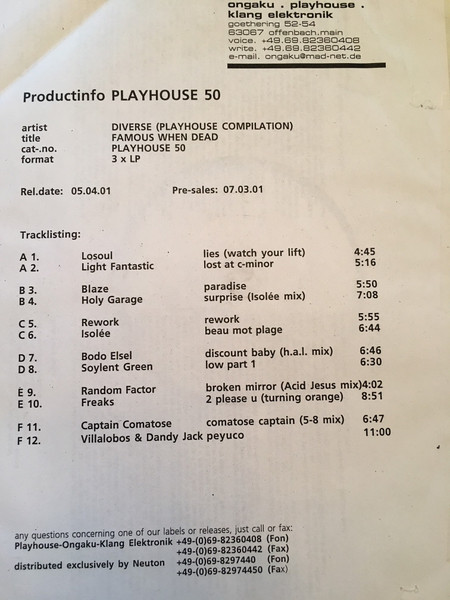 ongaku . playhouse .
klang elektronik
goethering 52-54
63067 offenbach.main
voice. +49.69.82360408
write. +49.69.82360442
e-mail. ongaku@mad-net.de
Productinfo PLAYHOUSE 50
artist DIVERSE (PLAYHOUSE COMPILATION)
title FAMOUS WHEN DEAD
cat-.no. PLAYHOUSE 50
format 3 x LP
Rel.date: 05.04.01 Pre-sales: 07.03.01
Tracklisting:
A 1. Losoul lies (watch your lift) 4:45
A 2. Light Fantastic lost at c-minor 5:16
B 3. Blaze paradise 5:50
B 4. Holy Garage surprise (Isolée mix) 7:08
C 5. Rework rework 5:55
C 6. Isolée beau mot plage 6:44
D 7. Bodo Elsel discount baby (h.a.l. mix) 6:46
D 8. Soylent Green low part 1 6:30
E 9. Random Factor broken mirror (Acid Jesus mix)4:02
E 10. Freaks 2 please u (turning orange) 8:51
F 11. Captain Comatose comatose captain (5-8 mix) 6:47
F 12. Villalobos & Dandy Jack peyuco 11:00
any questions concerning one of our labels or releases, just call or fax:
Playhouse-Ongaku-Klang Elektronik +49-(0)69-82360408 (Fon)
+49-(0)69-82360442 (Fax)
distributed exclusively by Neuton +49-(0)69-8297440 (Fon)
+49-(0)69-82974450 (Fax)